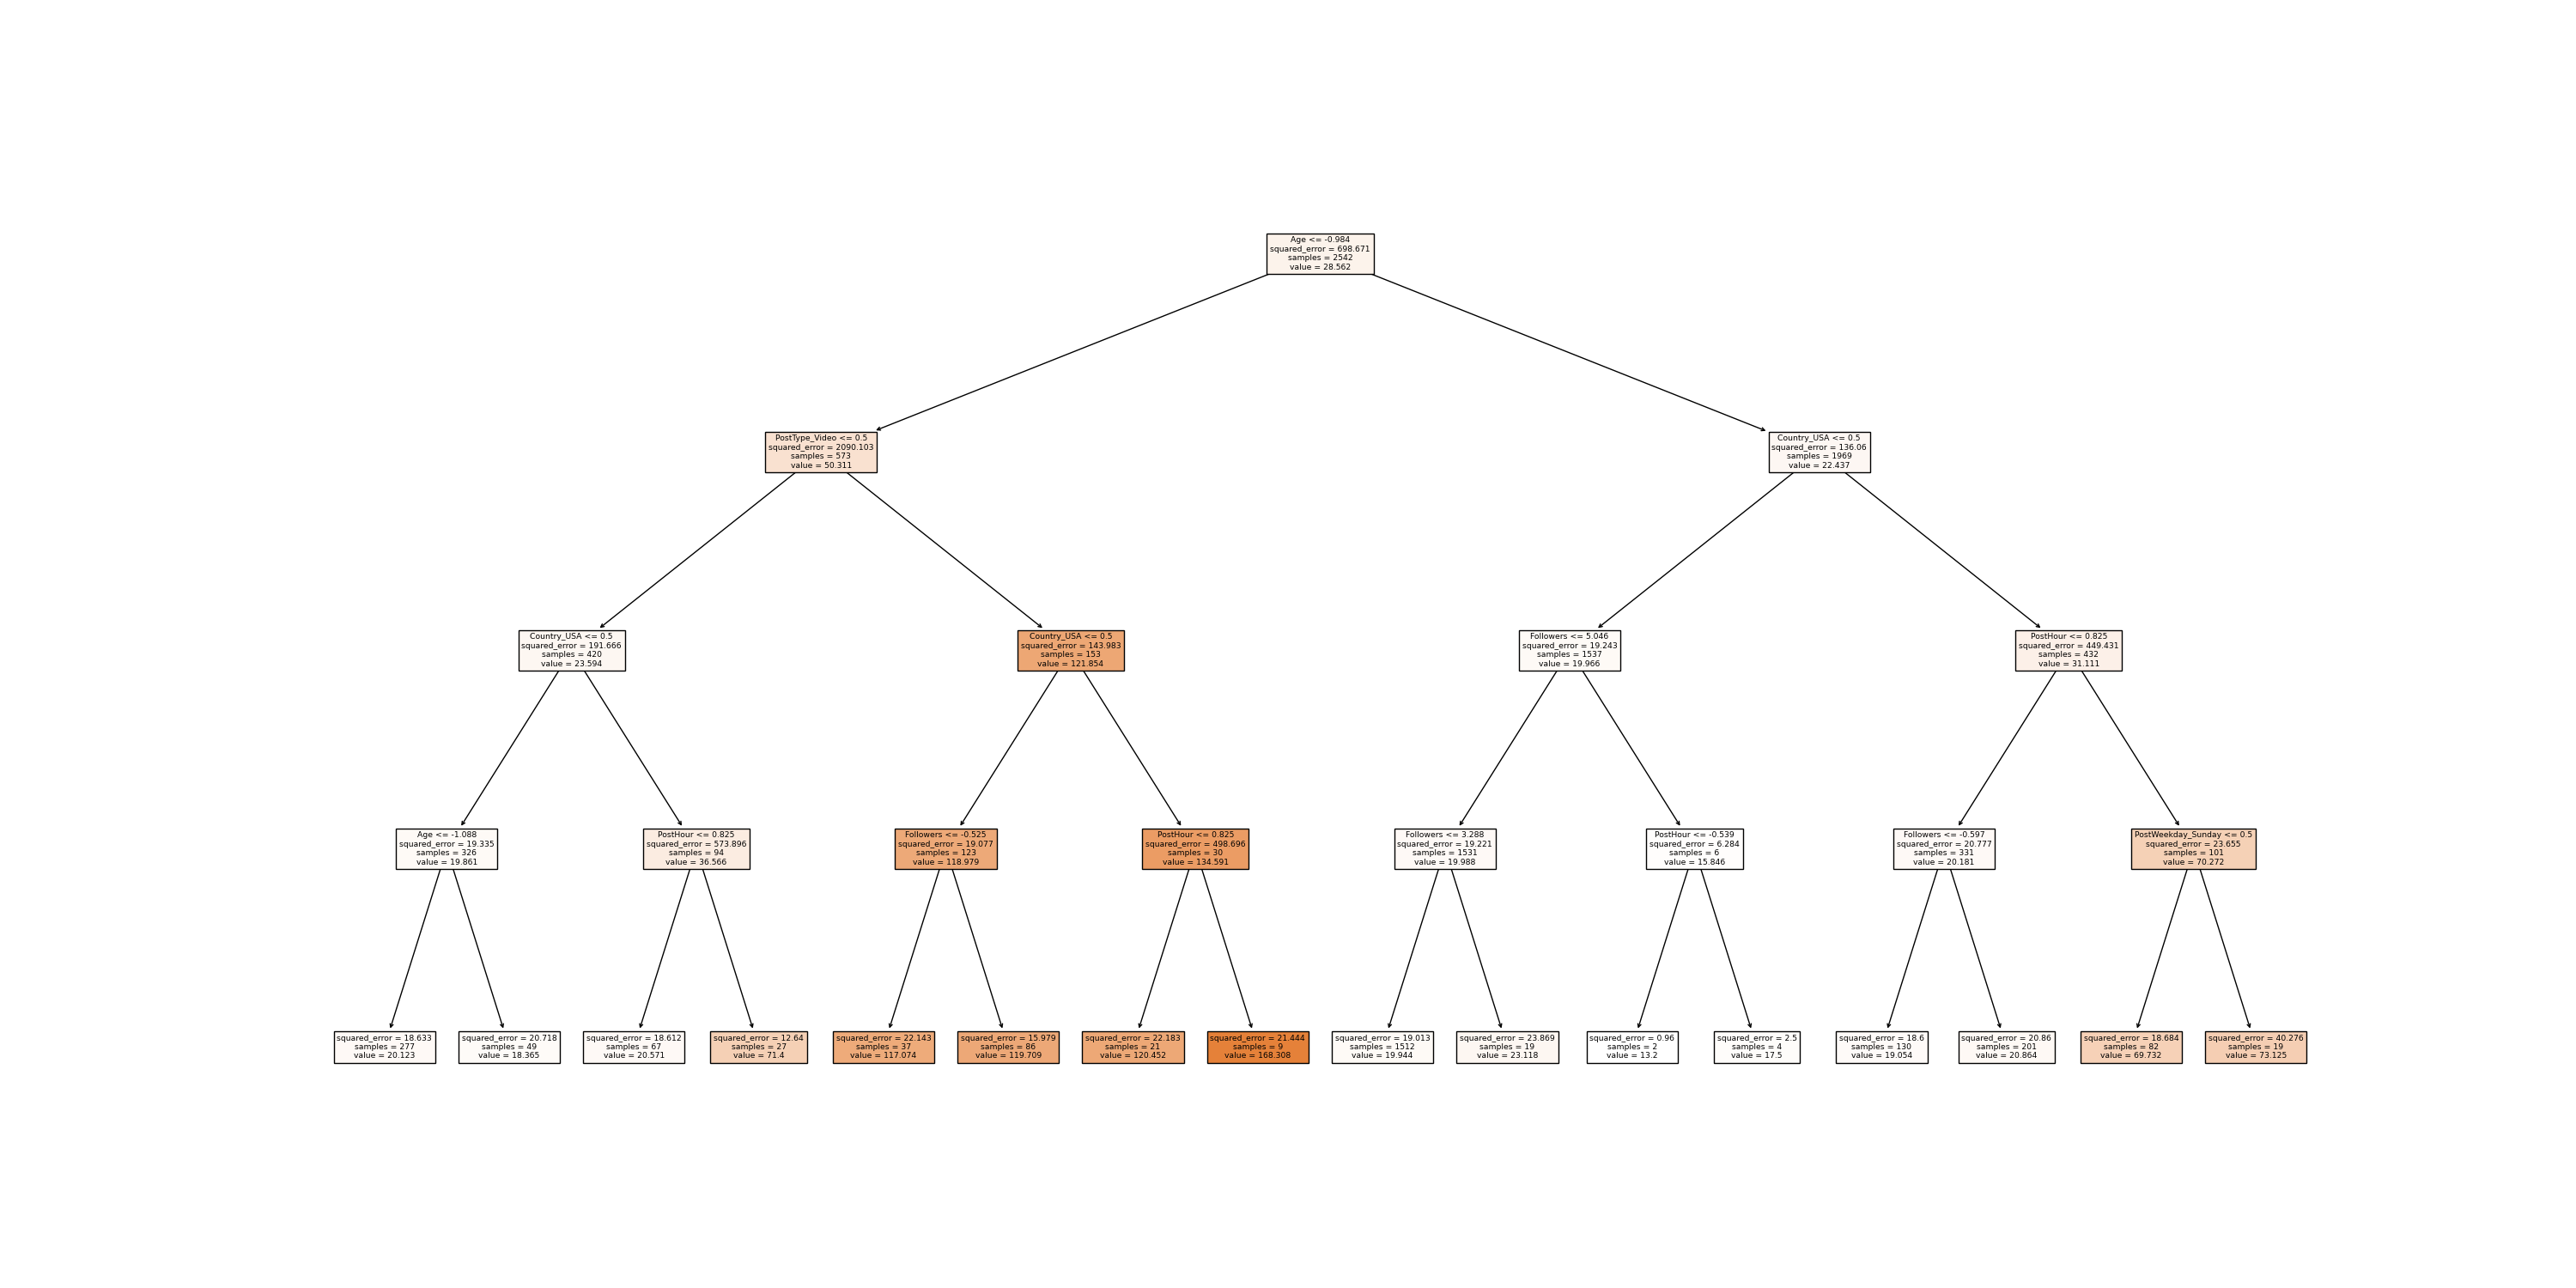 Age <= -0.984
squared_error = 698.671
samples = 2542
value = 28.562
PostType_Video <= 0.5
squared_error = 2090.103
samples = 573
value = 50.311
Country_USA <= 0.5
squared_error = 136.06
samples = 1969
value = 22.437
Country_USA <= 0.5
squared_error = 191.666
samples = 420
value = 23.594
Country_USA <= 0.5
squared_error = 143.983
samples = 153
value = 121.854
Followers <= 5.046
squared_error = 19.243
samples = 1537
value = 19.966
PostHour <= 0.825
squared_error = 449.431
samples = 432
value = 31.111
Age <= -1.088
squared_error = 19.335
samples = 326
value = 19.861
PostHour <= 0.825
squared_error = 573.896
samples = 94
value = 36.566
Followers <= -0.525
squared_error = 19.077
samples = 123
value = 118.979
PostHour <= 0.825
squared_error = 498.696
samples = 30
value = 134.591
Followers <= 3.288
squared_error = 19.221
samples = 1531
value = 19.988
PostHour <= -0.539
squared_error = 6.284
samples = 6
value = 15.846
Followers <= -0.597
squared_error = 20.777
samples = 331
value = 20.181
PostWeekday_Sunday <= 0.5
squared_error = 23.655
samples = 101
value = 70.272
squared_error = 18.633
samples = 277
value = 20.123
squared_error = 20.718
samples = 49
value = 18.365
squared_error = 18.612
samples = 67
value = 20.571
squared_error = 12.64
samples = 27
value = 71.4
squared_error = 22.143
samples = 37
value = 117.074
squared_error = 15.979
samples = 86
value = 119.709
squared_error = 22.183
samples = 21
value = 120.452
squared_error = 21.444
samples = 9
value = 168.308
squared_error = 19.013
samples = 1512
value = 19.944
squared_error = 23.869
samples = 19
value = 23.118
squared_error = 0.96
samples = 2
value = 13.2
squared_error = 2.5
samples = 4
value = 17.5
squared_error = 18.6
samples = 130
value = 19.054
squared_error = 20.86
samples = 201
value = 20.864
squared_error = 18.684
samples = 82
value = 69.732
squared_error = 40.276
samples = 19
value = 73.125